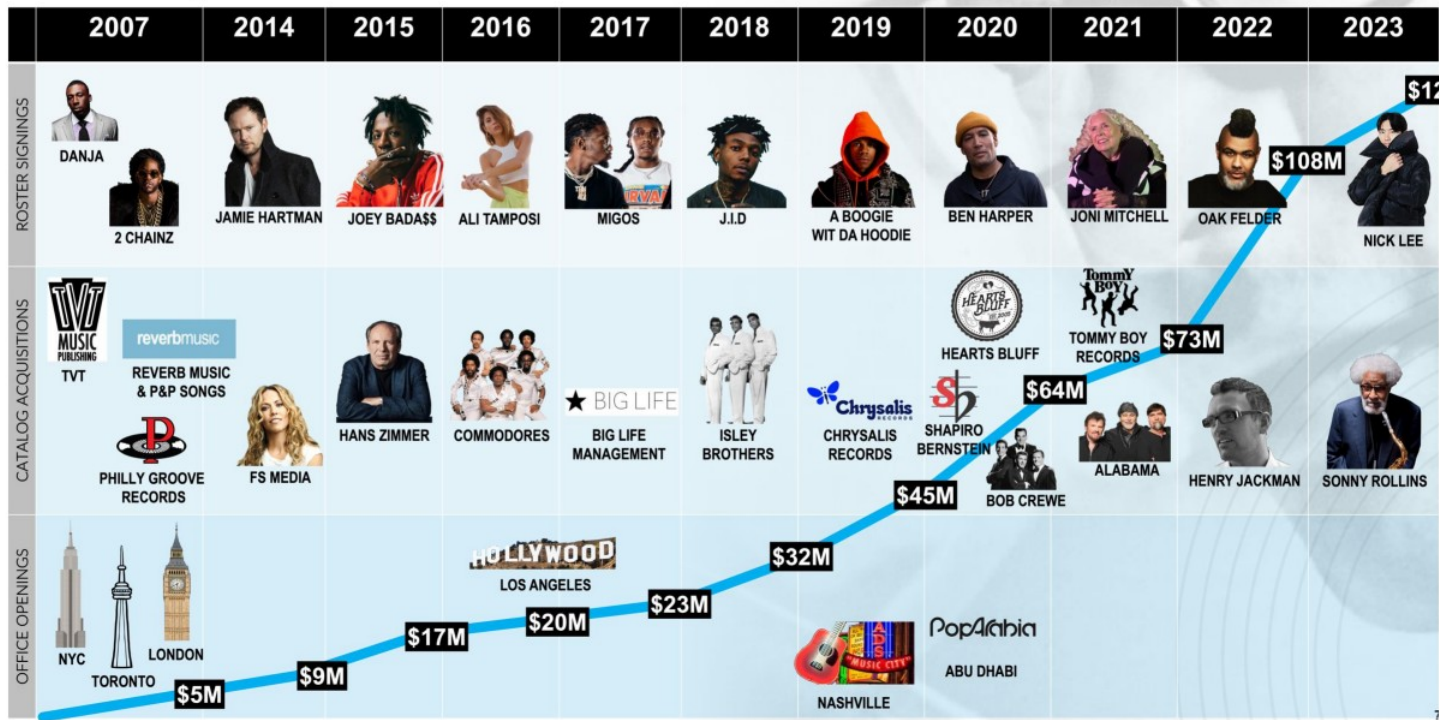 2007
2014
2015
2016
2017
2018
2019
2020
2021
2022
2023
ROSTER SIGNINGS
DANJA
2 CHAINZ
JAMIE HARTMAN
JOEY BADA$$
ALI TAMPOSI
MIGOS
J.I.D
A BOOGIE
WIT DA HOODIE
BEN HARPER
JONI MITCHELL
OAK FELDER
NICK LEE
$12
$108M
CATALOG ACQUISITIONS
TVT
MUSIC
PUBLISHING
TVT
reverbmusic
REVERB MUSIC
& P&P SONGS
P
PHILLY GROOVE
RECORDS
FS MEDIA
HANS ZIMMER
COMMODORES
★ BIG LIFE
BIG LIFE
MANAGEMENT
ISLEY
BROTHERS
Chrysalis
RECORDS
CHRYSALIS
RECORDS
HEARTS
BLUFF
HEARTS BLUFF
Sb
SHAPIRO
BERNSTEIN
BOB CREWE
TOMMY
BOY
TOMMY BOY
RECORDS
ALABAMA
HENRY JACKMAN
SONNY ROLLINS
$73M
$64M
$45M
OFFICE OPENINGS
NYC
TORONTO
LONDON
HOLLYWOOD
LOS ANGELES
"MUSIC CITY"
NASHVILLE
PopArabia
ABU DHABI
$5M
$9M
$17M
$20M
$23M
$32M